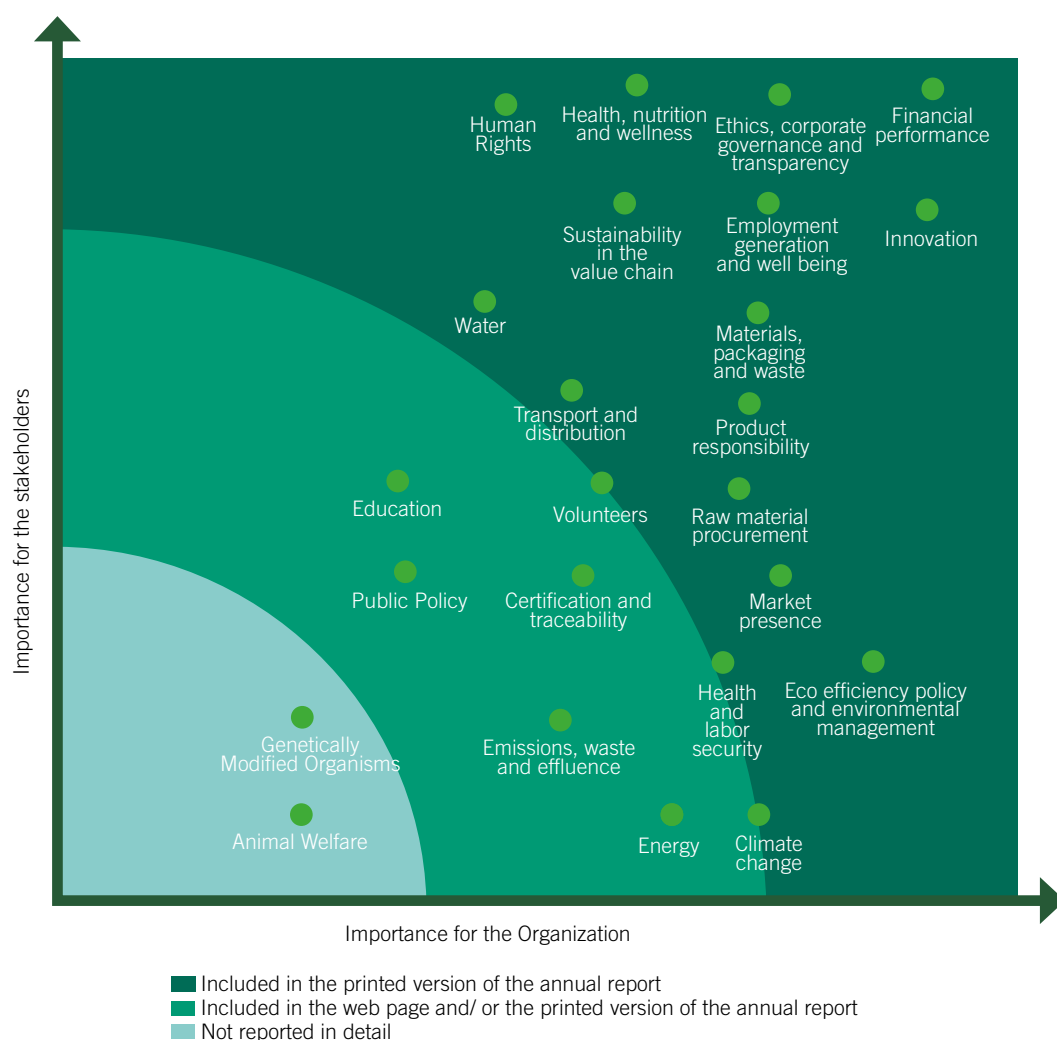 Human
Rights
Health, nutrition
and wellness
Ethics, corporate
governance and
transparency
Financial
performance
Sustainability
in the
value chain
Employment
generation
and well being
Innovation
Water
Materials,
packaging
and waste
Transport and
distribution
Product
responsibility
Education
Volunteers
Raw material
procurement
Public Policy
Certification and
traceability
Market
presence
Health
and
labor
security
Eco efficiency policy
and environmental
management
Genetically
Modified Organisms
Emissions, waste
and effluence
Animal Welfare
Energy
Climate
change
Importance for the stakeholders
Importance for the Organization
Included in the printed version of the annual report
Included in the web page and/ or the printed version of the annual report
Not reported in detail